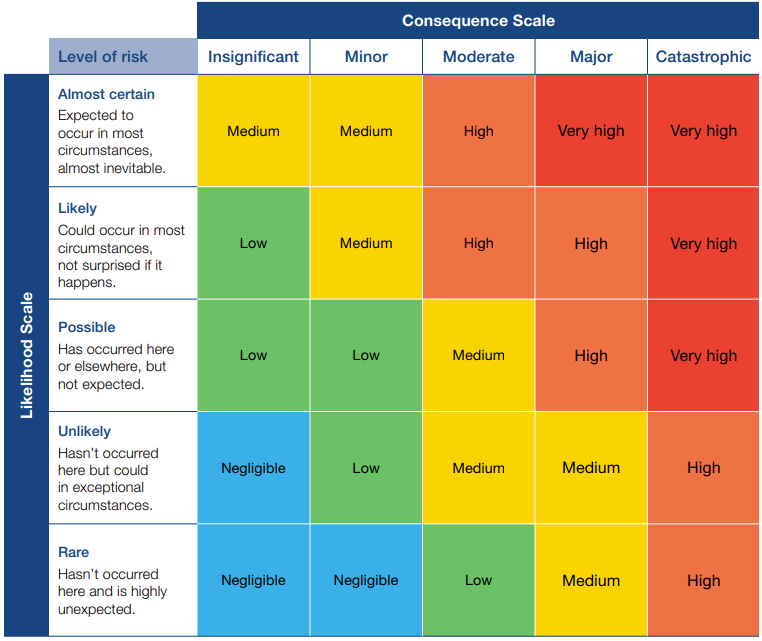 Consequence Scale
Level of risk
Insignificant
Minor
Moderate
Major
Catastrophic
Likelihood Scale
Almost certain
Expected to
occur in most
circumstances,
almost inevitable.
Medium
Medium
High
Very high
Very high
Likely
Could occur in most
circumstances,
not surprised if it
happens.
Low
Medium
High
High
Very high
Possible
Has occurred here
or elsewhere, but
not expected.
Low
Low
Medium
High
Very high
Unlikely
Hasn’t occurred
here but could
in exceptional
circumstances.
Negligible
Low
Medium
Medium
High
Rare
Hasn’t occurred
here and is highly
unexpected.
Negligible
Negligible
Low
Medium
High